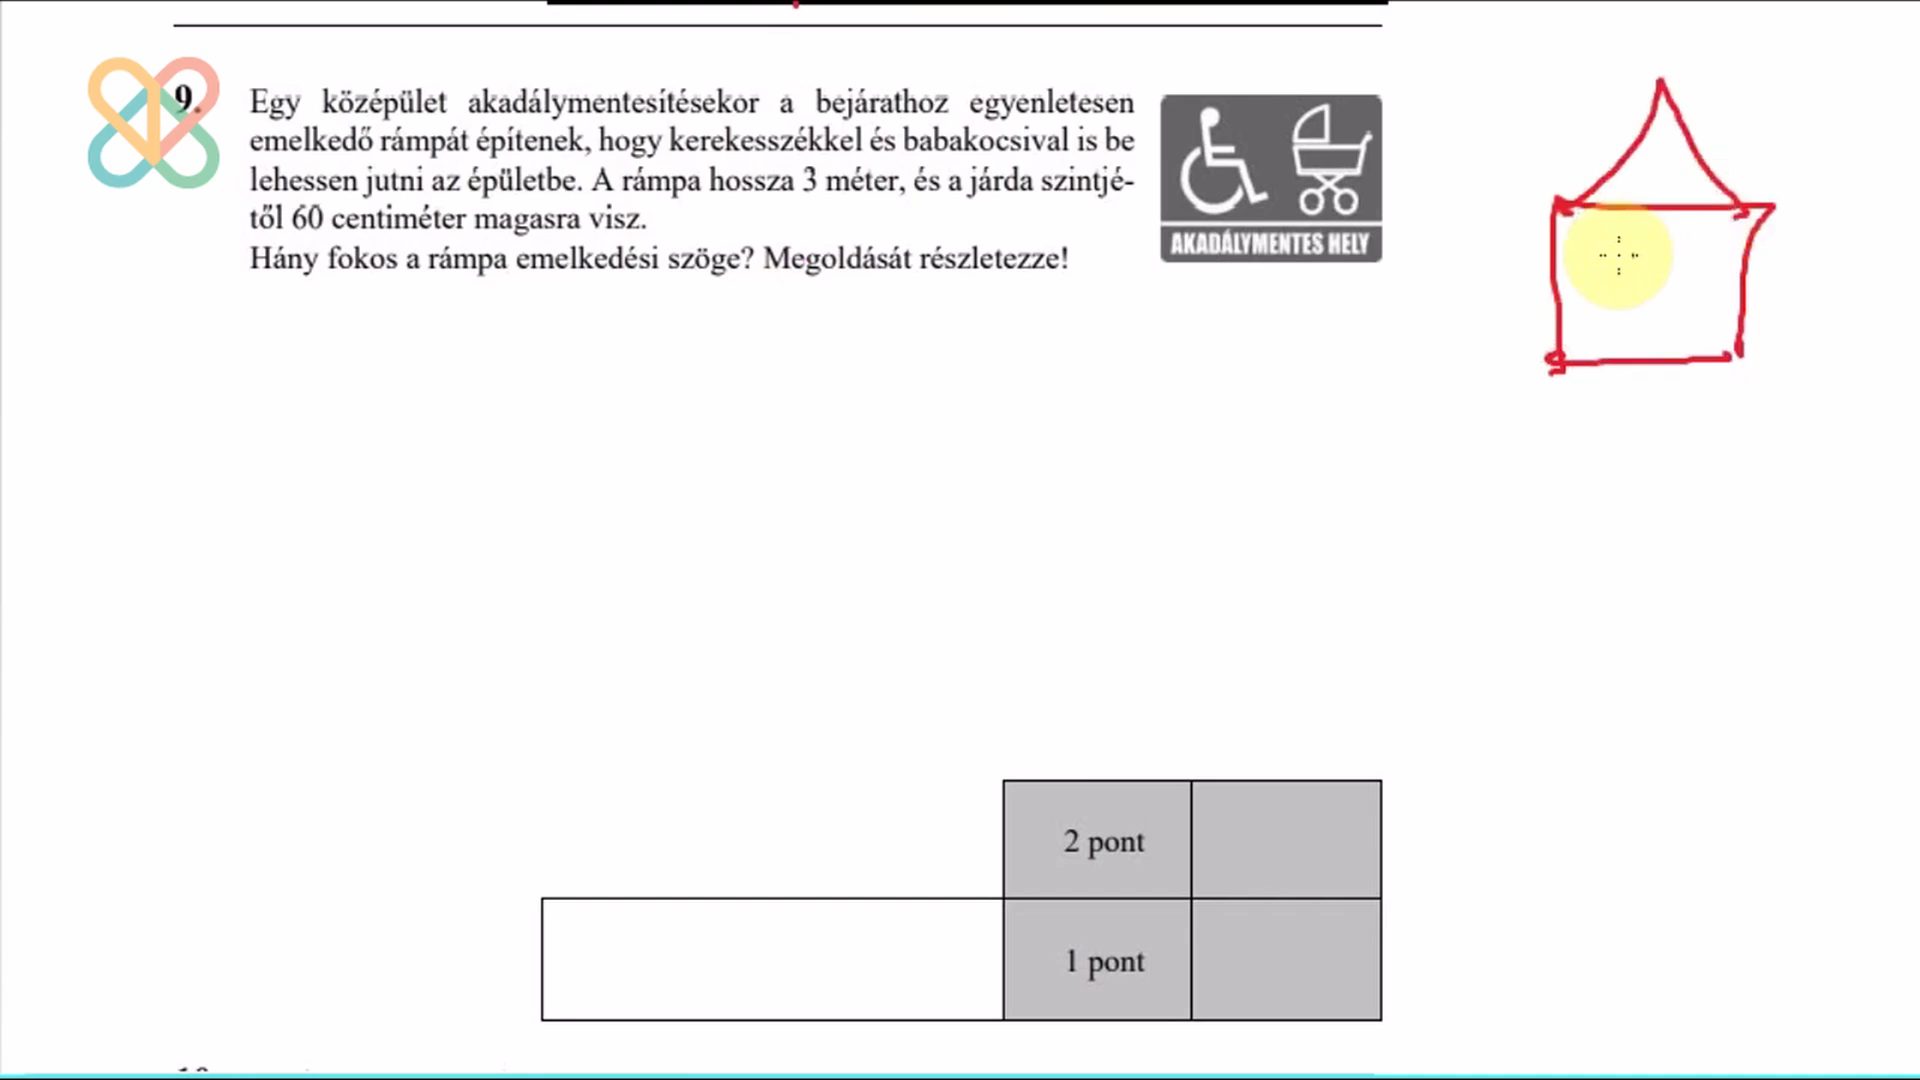 9.
Egy középület akadálymentesítésekor a bejárathoz egyenletesen
emelkedő rámpát építenek, hogy kerekesszékkel és babakocsival is be
lehessen jutni az épületbe. A rámpa hossza 3 méter, és a járda szintjé-
től 60 centiméter magasra visz.
Hány fokos a rámpa emelkedési szöge? Megoldását részletezze!
AKADÁLYMENTES HELY
2 pont
1 pont